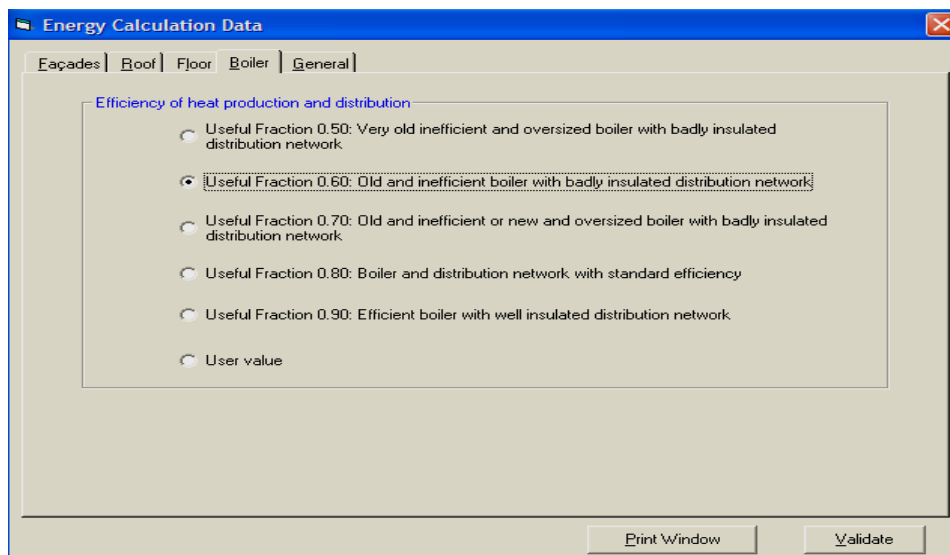 Energy Calculation Data
Façades Roof Floor Boiler General
Efficiency of heat production and distribution
Useful Fraction 0.50: Very old inefficient and oversized boiler with badly insulated
distribution network
Useful Fraction 0.60: Old and inefficient boiler with badly insulated distribution network
Useful Fraction 0.70: Old and inefficient or new and oversized boiler with badly insulated
distribution network
Useful Fraction 0.80: Boiler and distribution network with standard efficiency
Useful Fraction 0.90: Efficient boiler with well insulated distribution network
User value
Print Window Validate